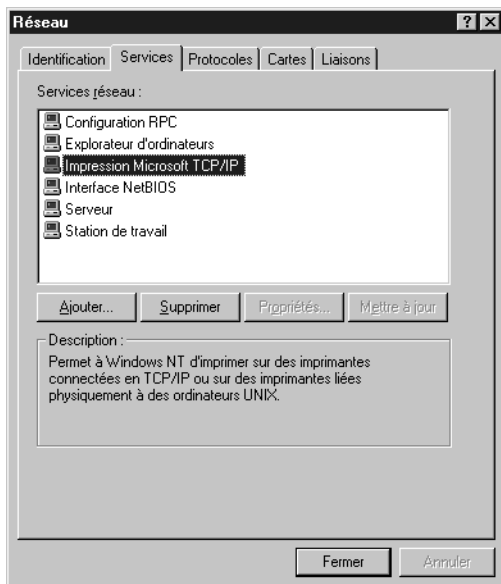 Réseau
Identification Services Protocoles Cartes Liaisons
Services réseau :
Configuration RPC
Explorateur d'ordinateurs
Impression Microsoft TCP/IP
Interface NetBIOS
Serveur
Station de travail
Ajouter... Supprimer Propriétés... Mettre à jour
Description :
Permet à Windows NT d'imprimer sur des imprimantes
connectées en TCP/IP ou sur des imprimantes liées
physiquement à des ordinateurs UNIX.
Fermer Annuler